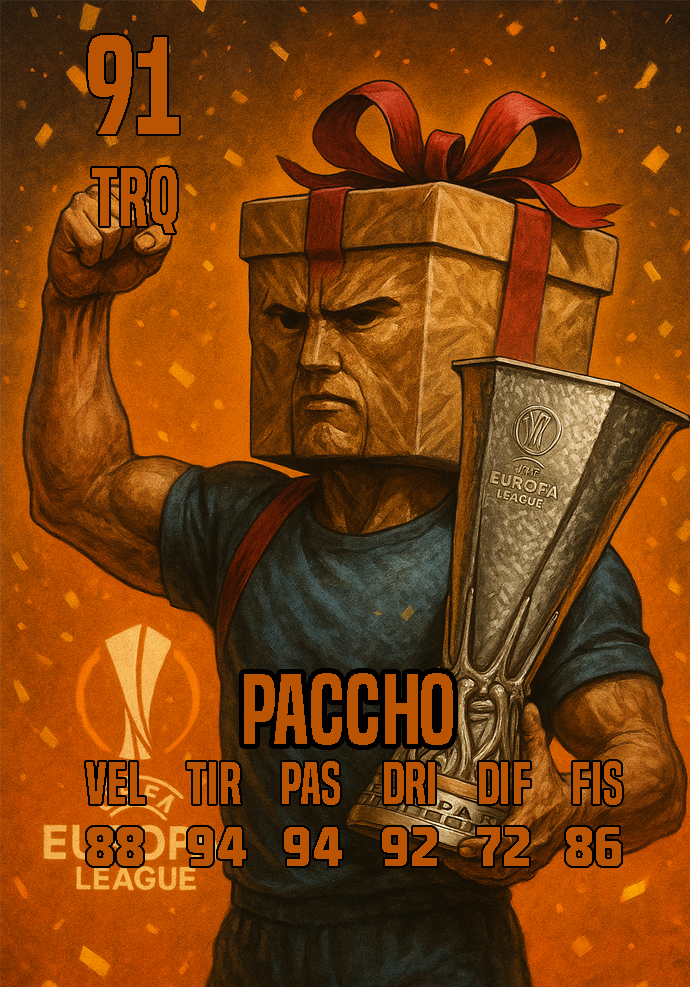 91
TRQ
UEFA
EUROPA
LEAGUE
PACCHO
VEL TIR PAS DRI DIF FIS
88 94 94 92 72 86
EUROPA
LEAGUE